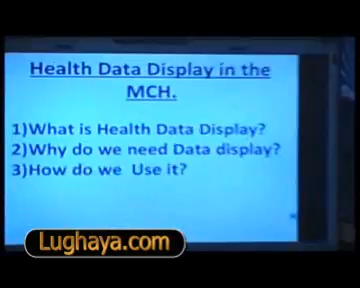 Health Data Display in the
MCH.
1)What is Health Data Display?
2)Why do we need Data display?
3)How do we Use it?
Lughaya.com